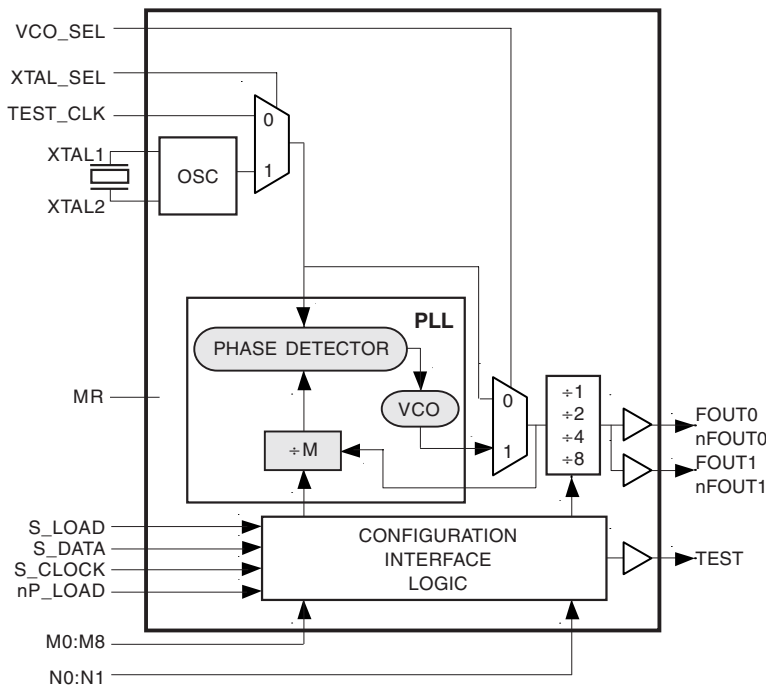 VCO_SEL
XTAL_SEL
TEST_CLK
0
XTAL1
OSC
1
XTAL2
PLL
PHASE DETECTOR
MR
VCO
0
1
÷1
÷2
÷4
÷8
FOUT0
nFOUT0
FOUT1
nFOUT1
÷M
S_LOAD
S_DATA
S_CLOCK
nP_LOAD
CONFIGURATION
INTERFACE
LOGIC
TEST
M0:M8
N0:N1